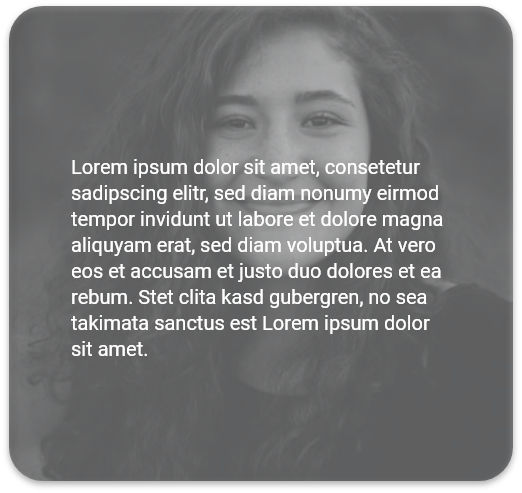 Lorem ipsum dolor sit amet, consetetur
sadipscing elitr, sed diam nonumy eirmod
tempor invidunt ut labore et dolore magna
aliquyam erat, sed diam voluptua. At vero
eos et accusam et justo duo dolores et ea
rebum. Stet clita kasd gubergren, no sea
takimata sanctus est Lorem ipsum dolor
sit amet.